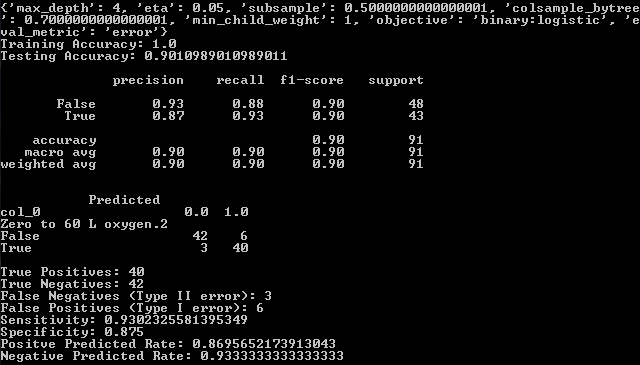 {'max_depth': 4, 'eta': 0.05, 'subsample': 0.5000000000000001, 'colsample_bytree
': 0.7000000000000001, 'min_child_weight': 1, 'objective': 'binary:logistic', 'e
val_metric': 'error'}
Training Accuracy: 1.0
Testing Accuracy: 0.9010989010989011
precision recall f1-score support
False 0.93 0.88 0.90 48
True 0.87 0.93 0.90 43
accuracy 0.90 91
macro avg 0.90 0.90 0.90 91
weighted avg 0.90 0.90 0.90 91
Predicted
col_0 0.0 1.0
Zero to 60 L oxygen.2
False 42 6
True 3 40
True Positives: 40
True Negatives: 42
False Negatives (Type II error): 3
False Positives (Type I error): 6
Sensitivity: 0.9302325581395349
Specificity: 0.875
Positve Predicted Rate: 0.8695652173913043
Negative Predicted Rate: 0.9333333333333333